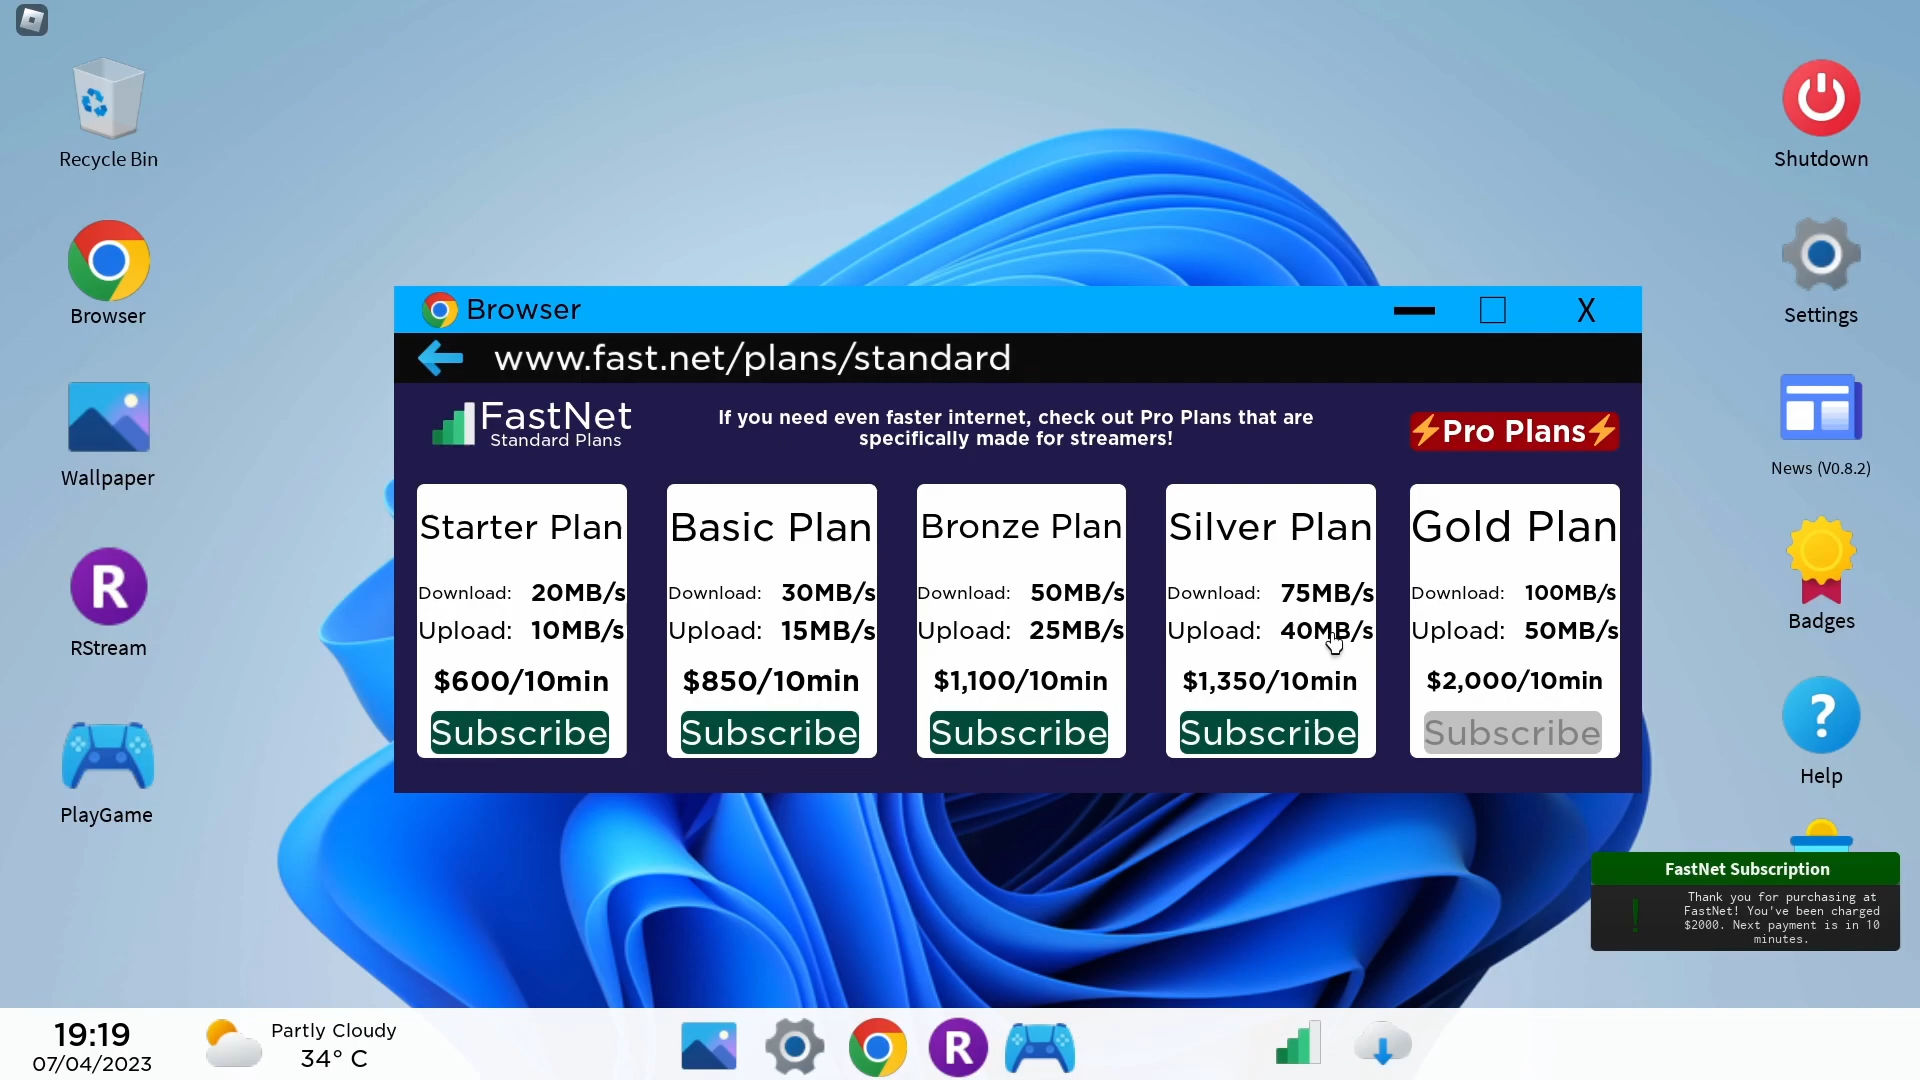 Recycle Bin
Browser
Wallpaper
R
RStream
PlayGame
Shutdown
Settings
News (V0.8.2)
Badges
?
Help
Browser
X
www.fast.net/plans/standard
FastNet
Standard Plans
If you need even faster internet, check out Pro Plans that are
specifically made for streamers!
⚡Pro Plans⚡
Starter Plan
Download: 20MB/s
Upload: 10MB/s
$600/10min
Subscribe
Basic Plan
Download: 30MB/s
Upload: 15MB/s
$850/10min
Subscribe
Bronze Plan
Download: 50MB/s
Upload: 25MB/s
$1,100/10min
Subscribe
Silver Plan
Download: 75MB/s
Upload: 40MB/s
$1,350/10min
Subscribe
Gold Plan
Download: 100MB/s
Upload: 50MB/s
$2,000/10min
Subscribe
FastNet Subscription
!
Thank you for purchasing at
FastNet! You've been charged
$2000. Next payment is in 10
minutes.
19:19
07/04/2023
Partly Cloudy
34° C
R